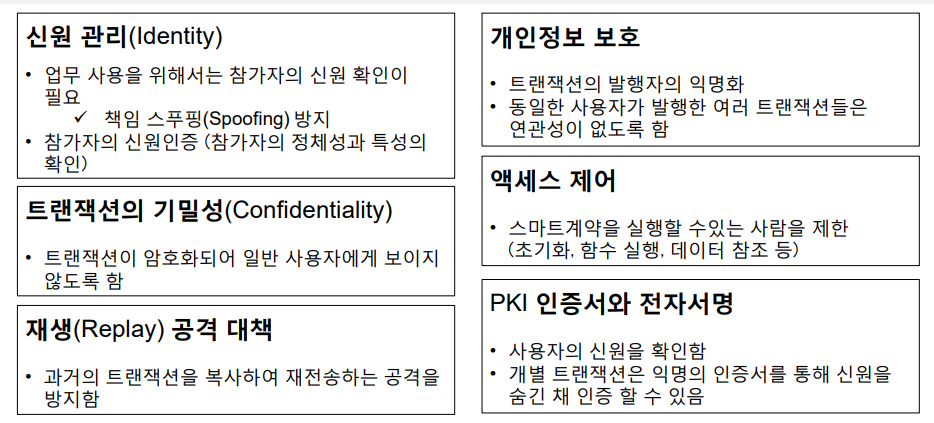 신원 관리(Identity)
• 업무 사용을 위해서는 참가자의 신원 확인이
필요
✓ 책임 스푸핑(Spoofing) 방지
• 참가자의 신원인증 (참가자의 정체성과 특성의
확인)
트랜잭션의 기밀성(Confidentiality)
• 트랜잭션이 암호화되어 일반 사용자에게 보이지
않도록 함
재생(Replay) 공격 대책
• 과거의 트랜잭션을 복사하여 재전송하는 공격을
방지함
개인정보 보호
• 트랜잭션의 발행자의 익명화
• 동일한 사용자가 발행한 여러 트랜잭션들은
연관성이 없도록 함
액세스 제어
• 스마트계약을 실행할 수있는 사람을 제한
(초기화, 함수 실행, 데이터 참조 등)
PKI 인증서와 전자서명
• 사용자의 신원을 확인함
• 개별 트랜잭션은 익명의 인증서를 통해 신원을
숨긴 채 인증 할 수 있음